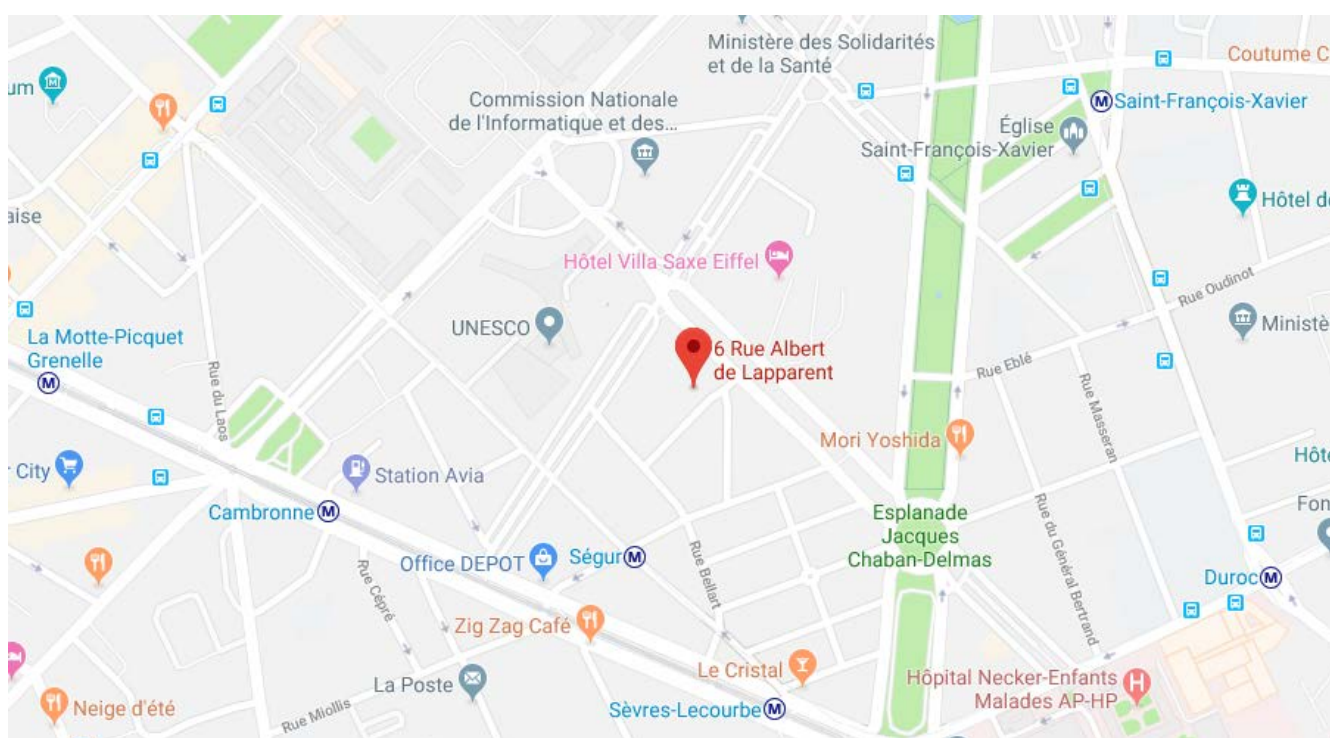 Ministère des Solidarités
et de la Santé
Coutume C
um
Commission Nationale
de l'Informatique et des...
Saint-François-Xavier
Église
Saint-François-Xavier
Hôtel de
aise
Hôtel Villa Saxe Eiffel
Rue Oudinot
UNESCO
Ministè
La Motte-Picquet
Grenelle
6 Rue Albert
de Lapparent
Rue du Laos
Rue Eblé
Rue Masseran
Mori Yoshida
City
Station Avia
Hôte
Cambronne
Esplanade
Jacques
Chaban-Delmas
Fon
Office DEPOT
Ségur
Rue Bellart
Rue du Général Bertrand
Duroc
Rue Cépré
Zig Zag Café
Le Cristal
Hôpital Necker-Enfants
Malades AP-HP
La Poste
Neige d'été
Rue Miollis
Sèvres-Lecourbe